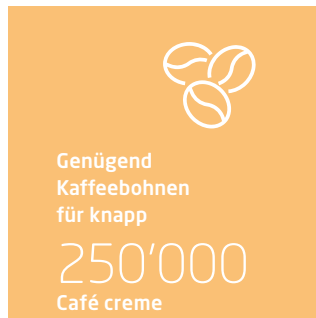 Genügend
Kaffeebohnen
für knapp
250’000
Café creme